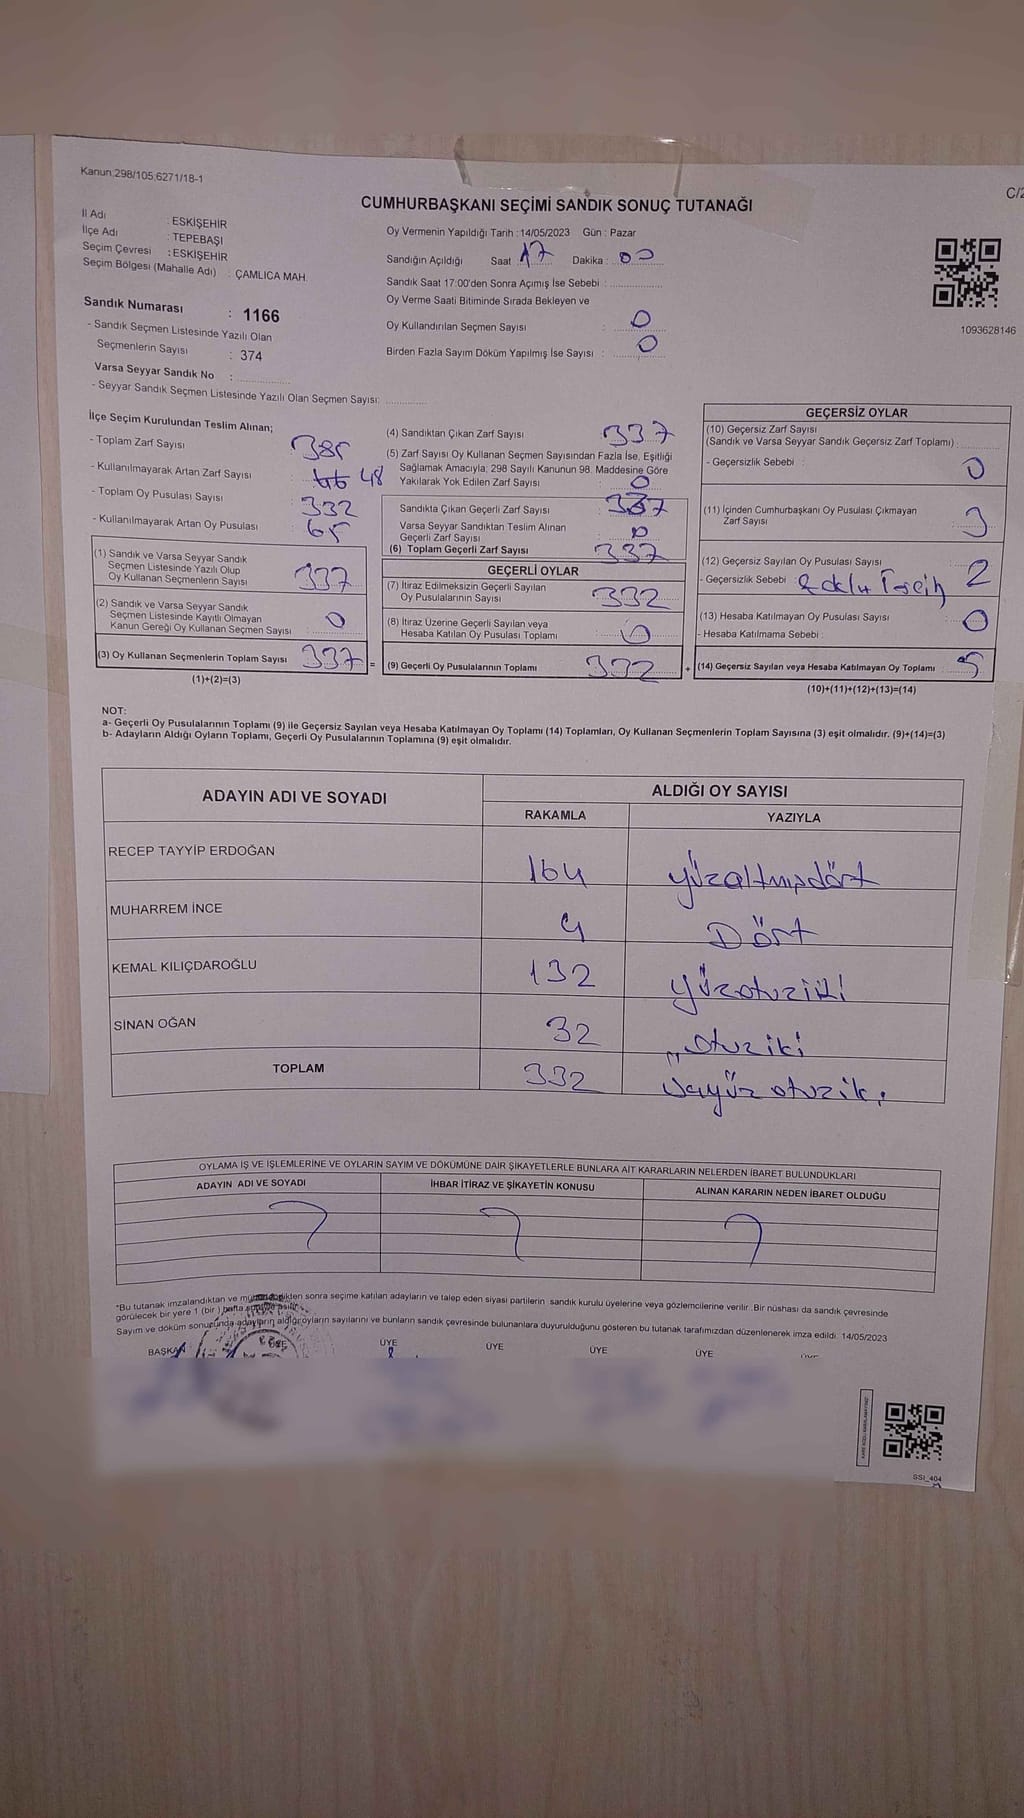 Kanun;298/105,6271/18-1
C/2
CUMHURBAŞKANI SEÇİMİ SANDIK SONUÇ TUTANAĞI
İl Adı : ESKİŞEHİR
İlçe Adı : TEPEBAŞI
Seçim Çevresi : ESKİŞEHİR
Seçim Bölgesi (Mahalle Adı) : ÇAMLICA MAH.
Sandık Numarası : 1166
- Sandık Seçmen Listesinde Yazılı Olan
Seçmenlerin Sayısı : 374
Varsa Seyyar Sandık No :
- Seyyar Sandık Seçmen Listesinde Yazılı Olan Seçmen Sayısı:
Oy Vermenin Yapıldığı Tarih :14/05/2023 Gün : Pazar
Sandığın Açıldığı Saat : 17 Dakika : 00
Sandık Saat 17:00'den Sonra Açımış İse Sebebi :
Oy Verme Saati Bitiminde Sırada Bekleyen ve
Oy Kullandırılan Seçmen Sayısı : 0
Birden Fazla Sayım Döküm Yapılmış İse Sayısı : 0
1093628146
İlçe Seçim Kurulundan Teslim Alınan;
- Toplam Zarf Sayısı : 385
- Kullanılmayarak Artan Zarf Sayısı : 48
- Toplam Oy Pusulası Sayısı : 332
- Kullanılmayarak Artan Oy Pusulası : 65
(1) Sandık ve Varsa Seyyar Sandık
Seçmen Listesinde Yazılı Olup
Oy Kullanan Seçmenlerin Sayısı : 337
(2) Sandık ve Varsa Seyyar Sandık
Seçmen Listesinde Kayıtlı Olmayan
Kanun Gereği Oy Kullanan Seçmen Sayısı : 0
(3) Oy Kullanan Seçmenlerin Toplam Sayısı : 337 =
(1)+(2)=(3)
(4) Sandıktan Çıkan Zarf Sayısı : 337
(5) Zarf Sayısı Oy Kullanan Seçmen Sayısından Fazla İse, Eşitliği
Sağlamak Amacıyla; 298 Sayılı Kanunun 98. Maddesine Göre
Yakılarak Yok Edilen Zarf Sayısı : 0
Sandıkta Çıkan Geçerli Zarf Sayısı : 337
Varsa Seyyar Sandıktan Teslim Alınan
Geçerli Zarf Sayısı : 0
(6) Toplam Geçerli Zarf Sayısı : 337
GEÇERLİ OYLAR
(7) İtiraz Edilmeksizin Geçerli Sayılan
Oy Pusulalarının Sayısı : 332
(8) İtiraz Üzerine Geçerli Sayılan veya
Hesaba Katılan Oy Pusulası Toplamı : 0
(9) Geçerli Oy Pusulalarının Toplamı : 332 +
GEÇERSİZ OYLAR
(10) Geçersiz Zarf Sayısı
(Sandık ve Varsa Seyyar Sandık Geçersiz Zarf Toplamı) :
- Geçersizlik Sebebi : 0
(11) İçinden Cumhurbaşkanı Oy Pusulası Çıkmayan
Zarf Sayısı : 3
(12) Geçersiz Sayılan Oy Pusulası Sayısı : 2
- Geçersizlik Sebebi :
(13) Hesaba Katılmayan Oy Pusulası Sayısı : 0
- Hesaba Katılmama Sebebi :
(14) Geçersiz Sayılan veya Hesaba Katılmayan Oy Toplamı : 5
(10)+(11)+(12)+(13)=(14)
NOT:
a- Geçerli Oy Pusulalarının Toplamı (9) ile Geçersiz Sayılan veya Hesaba Katılmayan Oy Toplamı (14) Toplamları, Oy Kullanan Seçmenlerin Toplam Sayısına (3) eşit olmalıdır. (9)+(14)=(3)
b- Adayların Aldığı Oyların Toplamı, Geçerli Oy Pusulalarının Toplamına (9) eşit olmalıdır.
ADAYIN ADI VE SOYADI ALDIĞI OY SAYISI
RAKAMLA YAZIYLA
RECEP TAYYİP ERDOĞAN 164 yüzaltmışdört
MUHARREM İNCE 4 Dört
KEMAL KILIÇDAROĞLU 132 yüzotuziki
SİNAN OĞAN 32 otuziki
TOPLAM 332 üçyüz otuziki
OYLAMA İŞ VE İŞLEMLERİNE VE OYLARIN SAYIM VE DÖKÜMÜNE DAİR ŞİKAYETLERLE BUNLARA AİT KARARLARIN NELERDEN İBARET BULUNDUKLARI
ADAYIN ADI VE SOYADI İHBAR İTİRAZ VE ŞİKAYETİN KONUSU ALINAN KARARIN NEDEN İBARET OLDUĞU
*Bu tutanak imzalandıktan ve mühürlendikten sonra seçime katılan adayların ve talep eden siyasi partilerin sandık kurulu üyelerine veya gözlemcilerine verilir. Bir nüshası da sandık çevresinde
görülecek bir yere 1 (bir) hafta süreyle asılır.
Sayım ve döküm sonucunda adayların aldığı oyların sayılarını ve bunların sandık çevresinde bulunanlara duyurulduğunu gösteren bu tutanak tarafımızdan düzenlenerek imza edildi. 14/05/2023
BAŞKAN ÜYE ÜYE ÜYE ÜYE
SSI_404